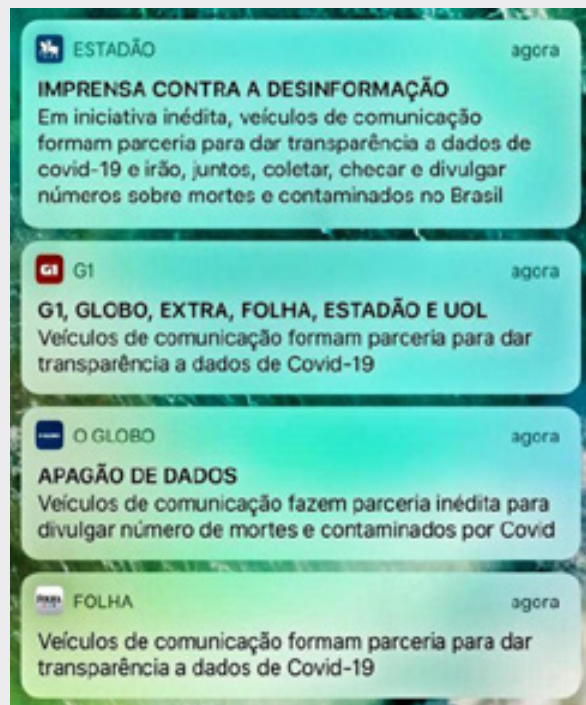 ESTADÃO agora
IMPRENSA CONTRA A DESINFORMAÇÃO
Em iniciativa inédita, veículos de comunicação
formam parceria para dar transparência a dados de
covid-19 e irão, juntos, coletar, checar e divulgar
números sobre mortes e contaminados no Brasil
G1 G1 agora
G1, GLOBO, EXTRA, FOLHA, ESTADÃO E UOL
Veículos de comunicação formam parceria para dar
transparência a dados de Covid-19
O GLOBO agora
APAGÃO DE DADOS
Veículos de comunicação fazem parceria inédita para
divulgar número de mortes e contaminados por Covid
FOLHA agora
Veículos de comunicação formam parceria para dar
transparência a dados de Covid-19